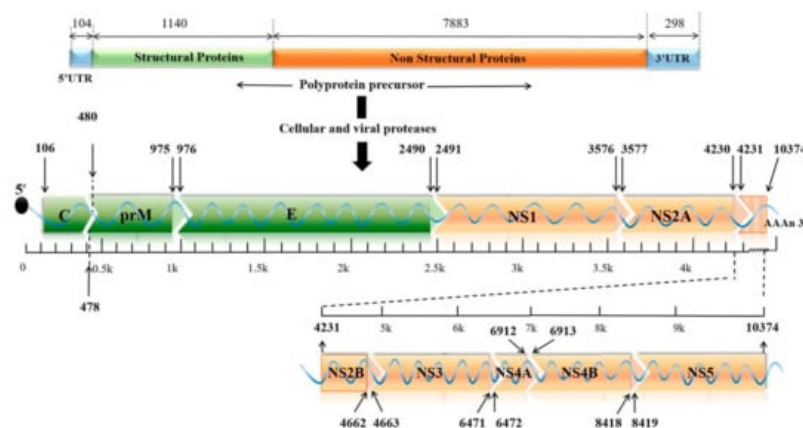 104 1140 7883 298
Structural Proteins Non Structural Proteins 3'UTR
5'UTR
Polyprotein precursor
480
Cellular and viral proteases
106 975 976 2490 2491 3576 3577 4230 4231 10374
5'
C prM E NS1 NS2A
AAAn 3
0 0.5k 1k 1.5k 2k 2.5k 3k 3.5k 4k
478
6912 6913
4231 5k 6k 7k 8k 9k 10374
NS2B NS3 NS4A NS4B NS5
4662 4663 6471 6472 8418 8419